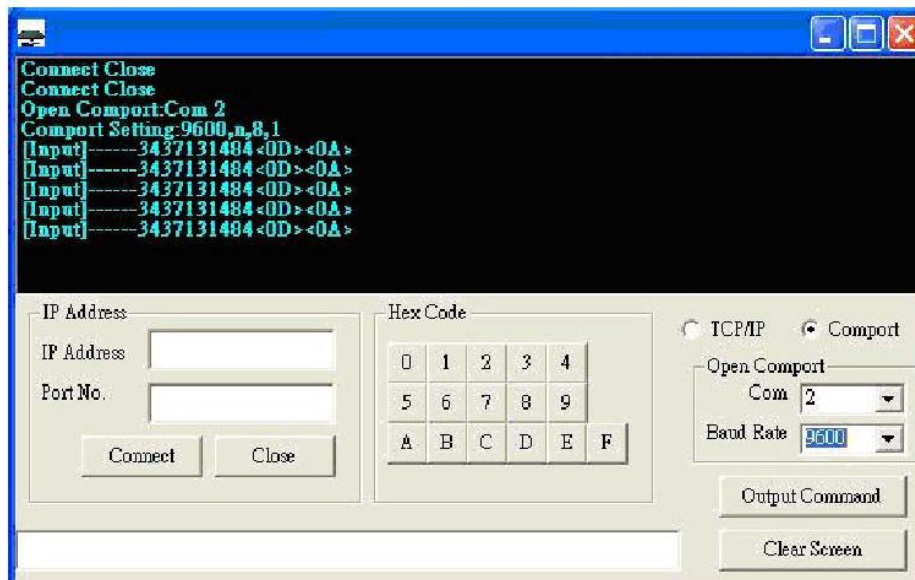 Connect Close
Connect Close
Open Comport:Com 2
Comport Setting:9600,n,8,1
[Input]------3437131484<0D><0A>
[Input]------3437131484<0D><0A>
[Input]------3437131484<0D><0A>
[Input]------3437131484<0D><0A>
[Input]------3437131484<0D><0A>
IP Address
IP Address
Port No.
Connect Close
Hex Code
0 1 2 3 4
5 6 7 8 9
A B C D E F
TCP/IP Comport
Open Comport
Com 2
Baud Rate 9600
Output Command
Clear Screen